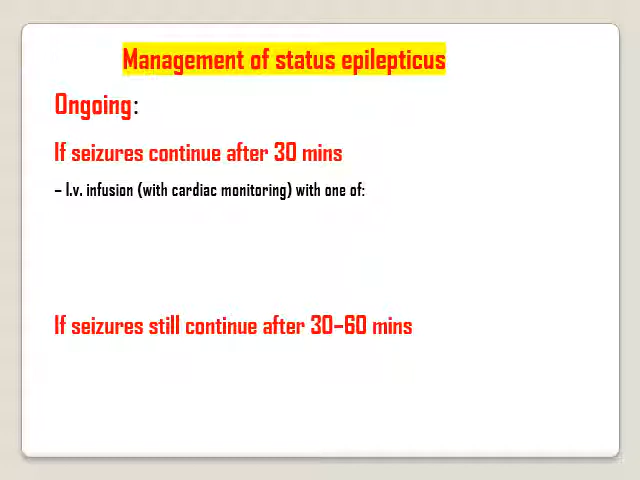 Management of status epilepticus
Ongoing:
If seizures continue after 30 mins
– I.v. infusion (with cardiac monitoring) with one of:
If seizures still continue after 30–60 mins